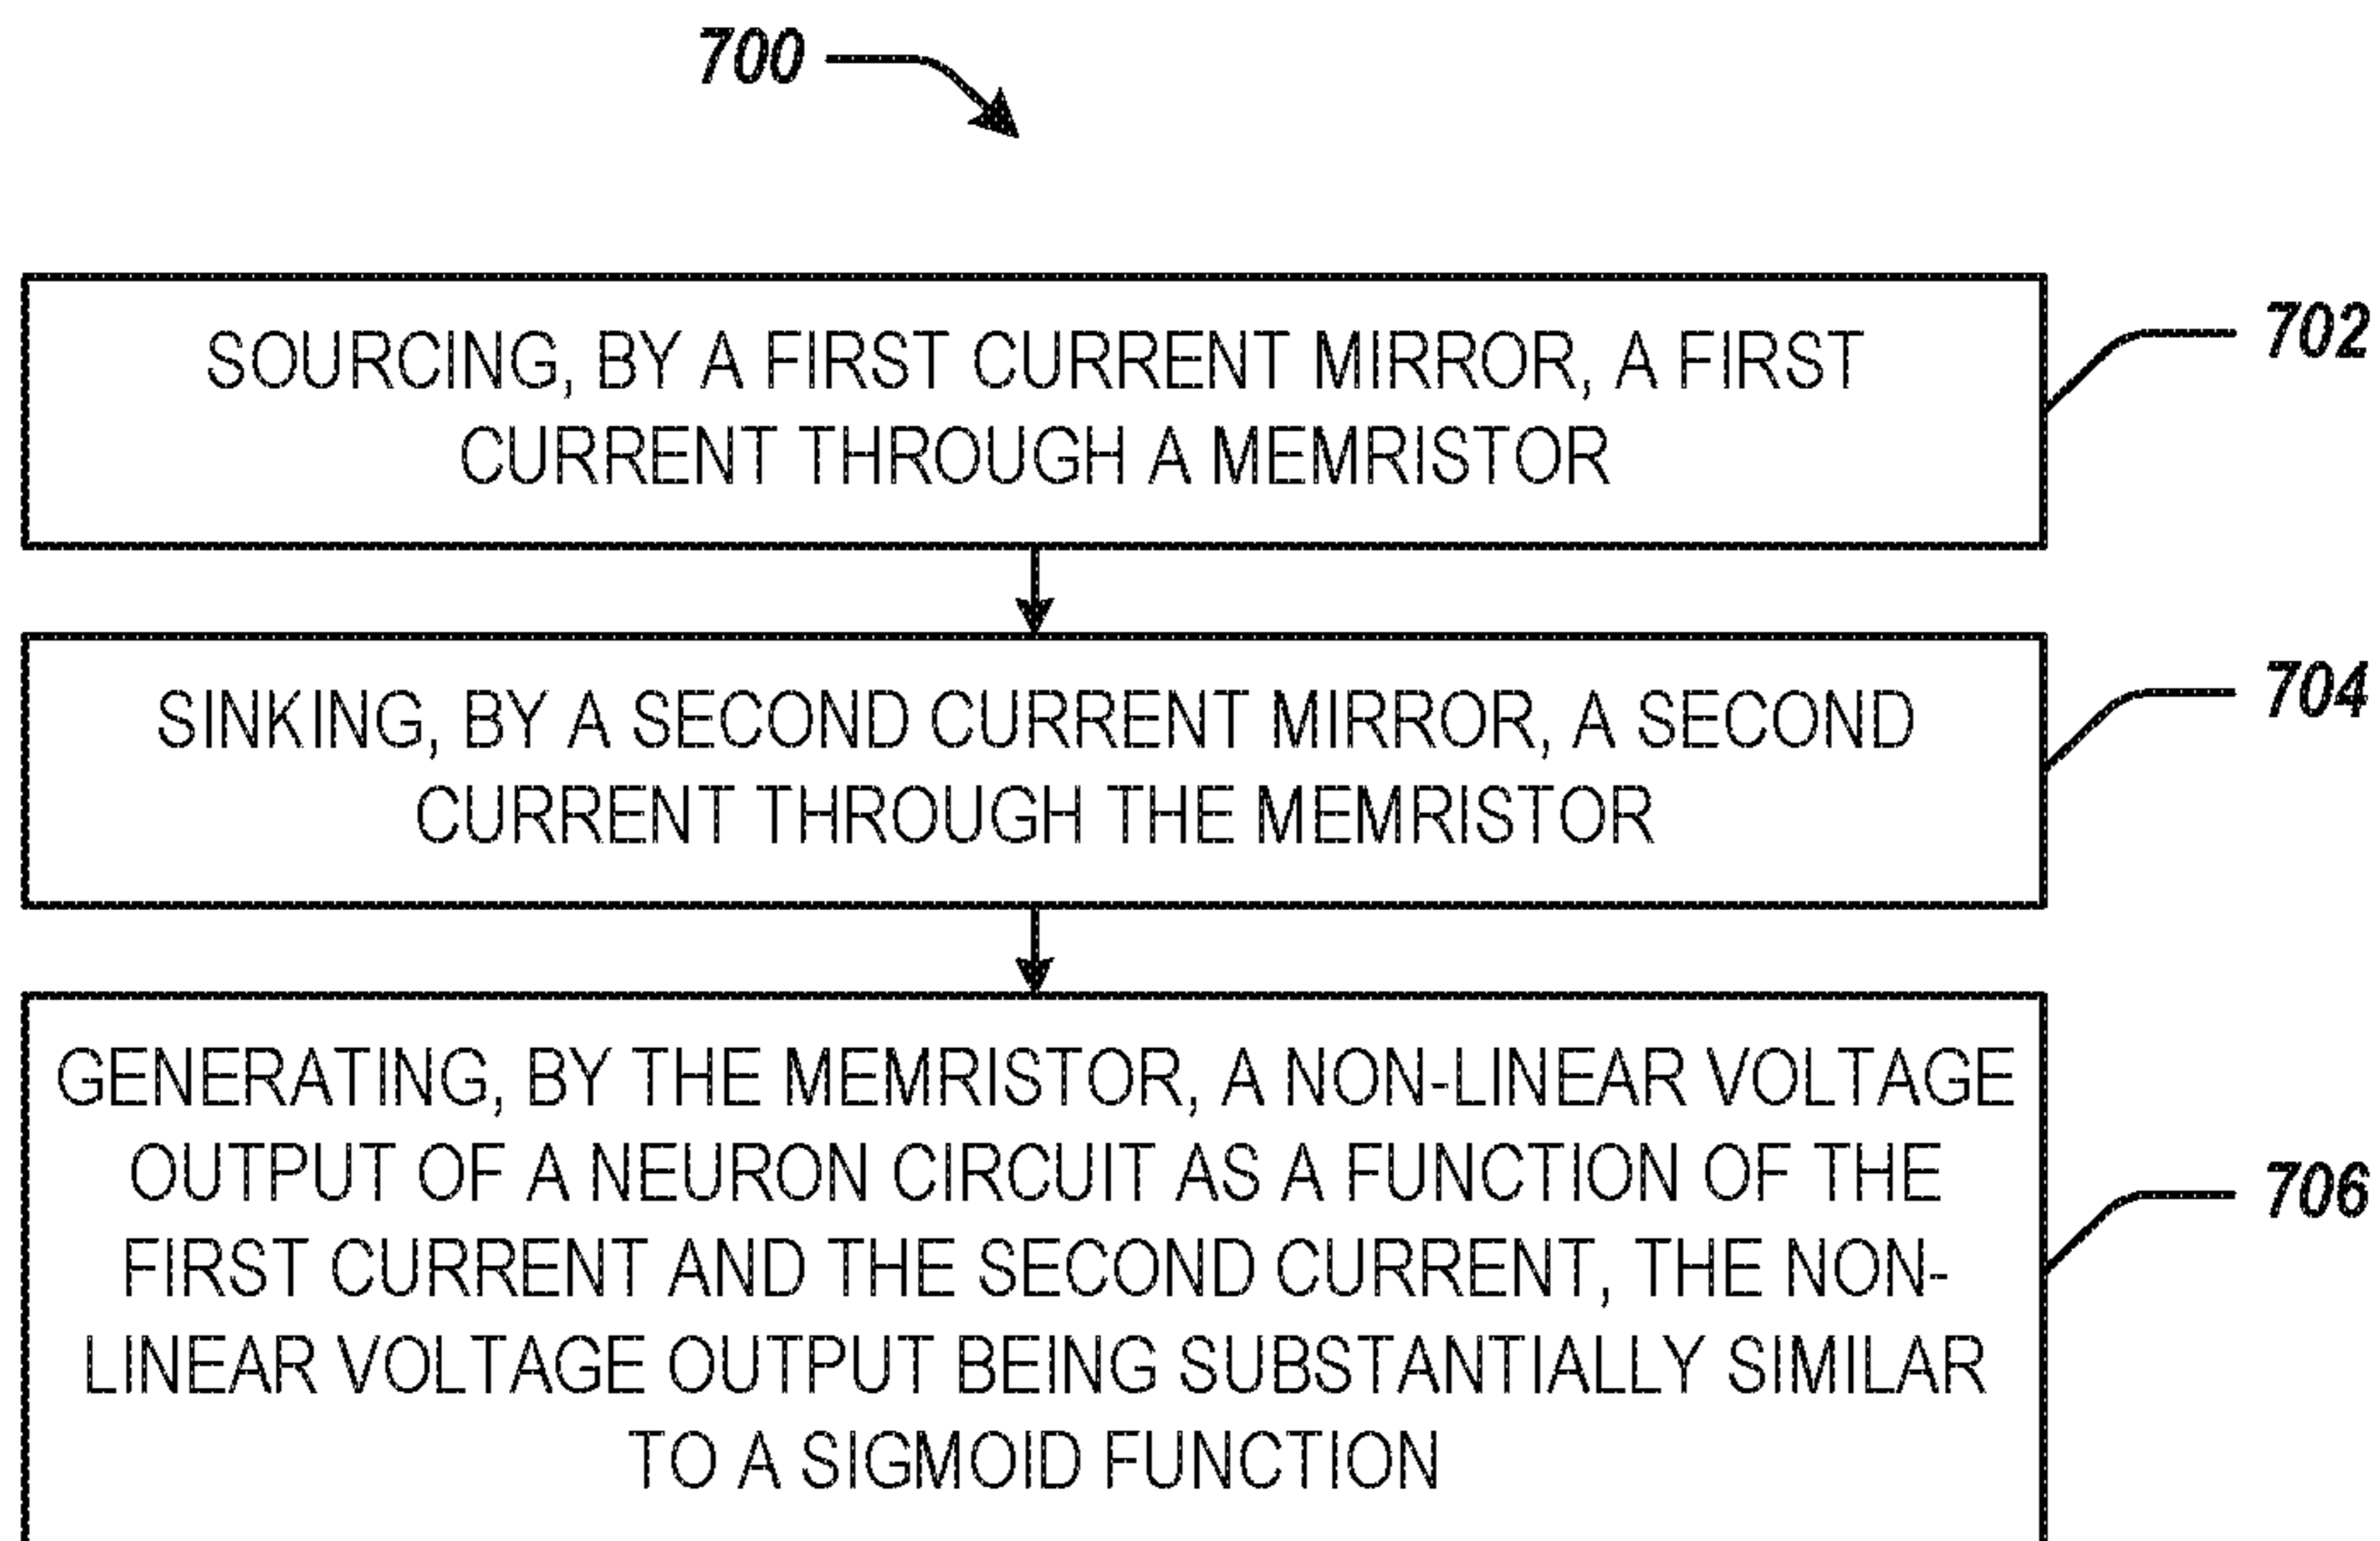 700
SOURCING, BY A FIRST CURRENT MIRROR, A FIRST
CURRENT THROUGH A MEMRISTOR
702
SINKING, BY A SECOND CURRENT MIRROR, A SECOND
CURRENT THROUGH THE MEMRISTOR
704
GENERATING, BY THE MEMRISTOR, A NON-LINEAR VOLTAGE
OUTPUT OF A NEURON CIRCUIT AS A FUNCTION OF THE
FIRST CURRENT AND THE SECOND CURRENT, THE NON-
LINEAR VOLTAGE OUTPUT BEING SUBSTANTIALLY SIMILAR
TO A SIGMOID FUNCTION
706